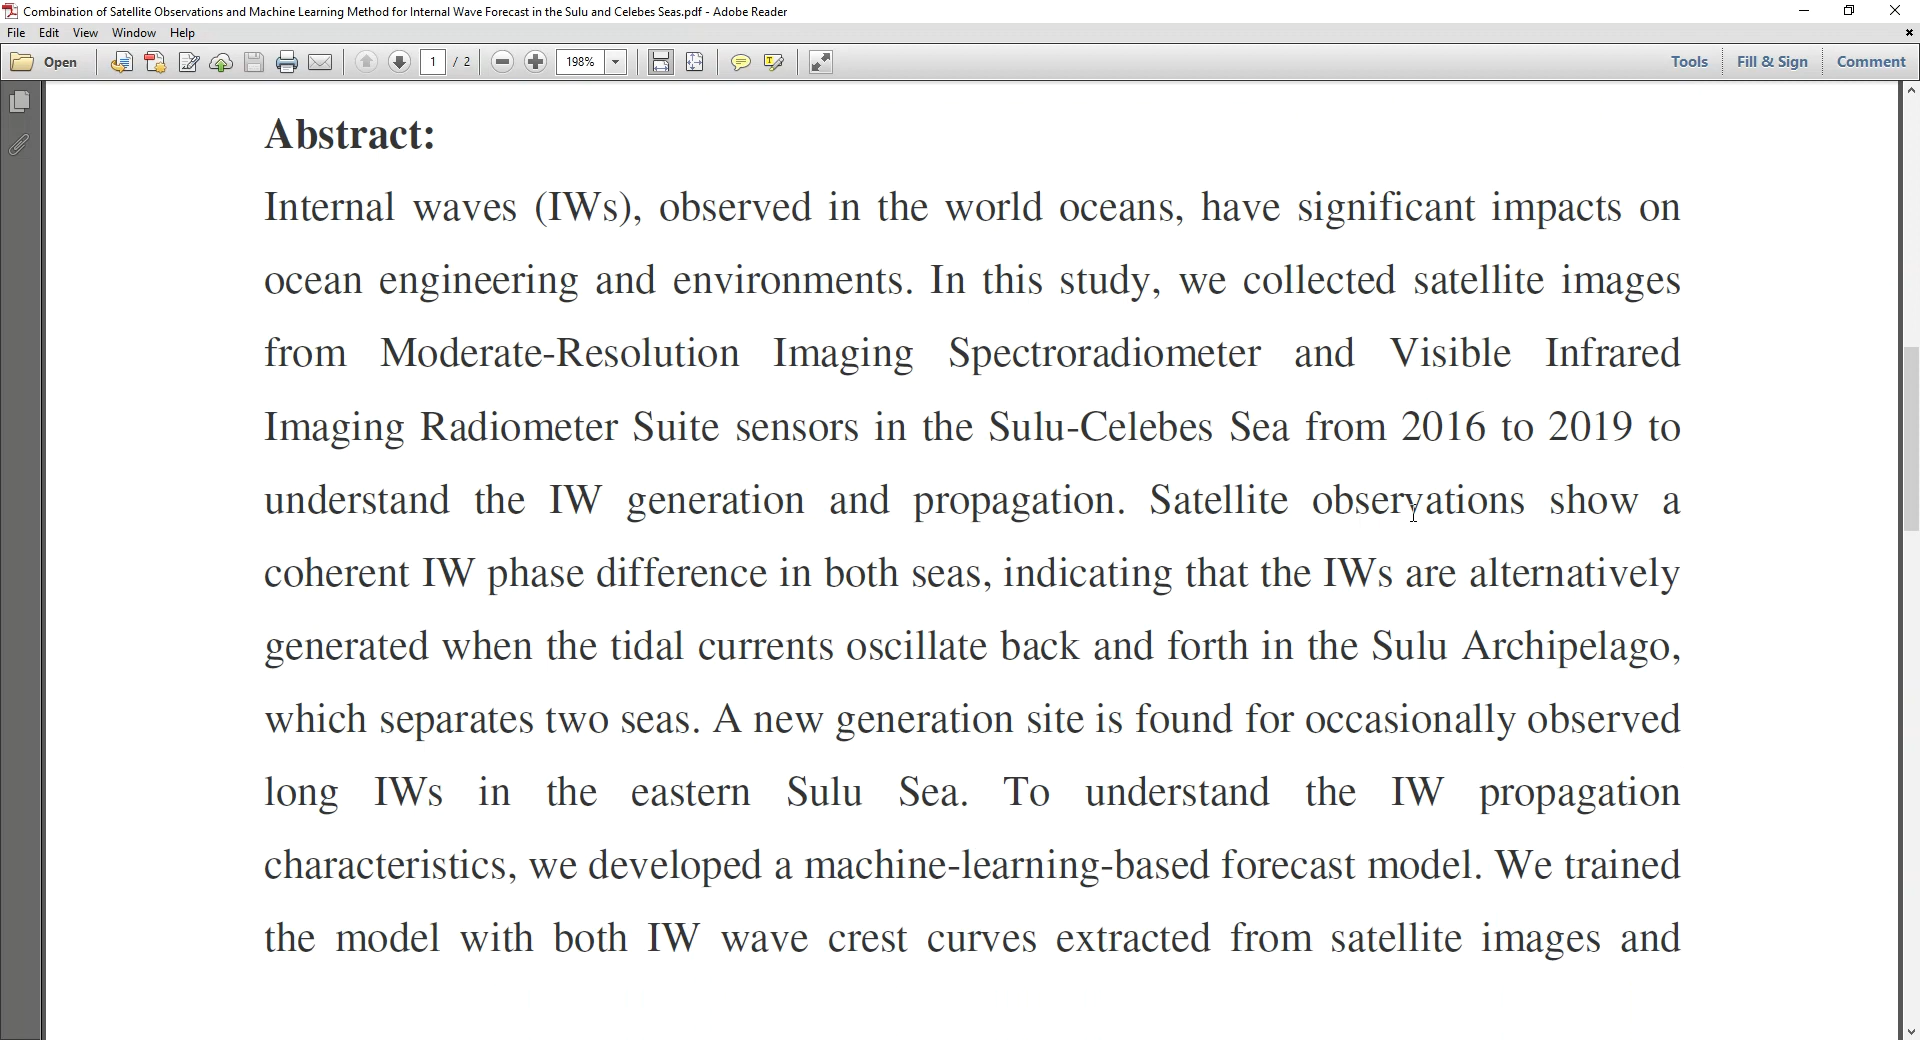 Combination of Satellite Observations and Machine Learning Method for Internal Wave Forecast in the Sulu and Celebes Seas.pdf - Adobe Reader
File Edit View Window Help
Open 1 / 2 198% Tools Fill & Sign Comment
Abstract:
Internal waves (IWs), observed in the world oceans, have significant impacts on
ocean engineering and environments. In this study, we collected satellite images
from Moderate-Resolution Imaging Spectroradiometer and Visible Infrared
Imaging Radiometer Suite sensors in the Sulu-Celebes Sea from 2016 to 2019 to
understand the IW generation and propagation. Satellite observations show a
coherent IW phase difference in both seas, indicating that the IWs are alternatively
generated when the tidal currents oscillate back and forth in the Sulu Archipelago,
which separates two seas. A new generation site is found for occasionally observed
long IWs in the eastern Sulu Sea. To understand the IW propagation
characteristics, we developed a machine-learning-based forecast model. We trained
the model with both IW wave crest curves extracted from satellite images and